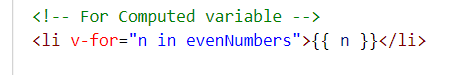 <!-- For Computed variable -->
<li v-for="n in evenNumbers">{{ n }}</li>